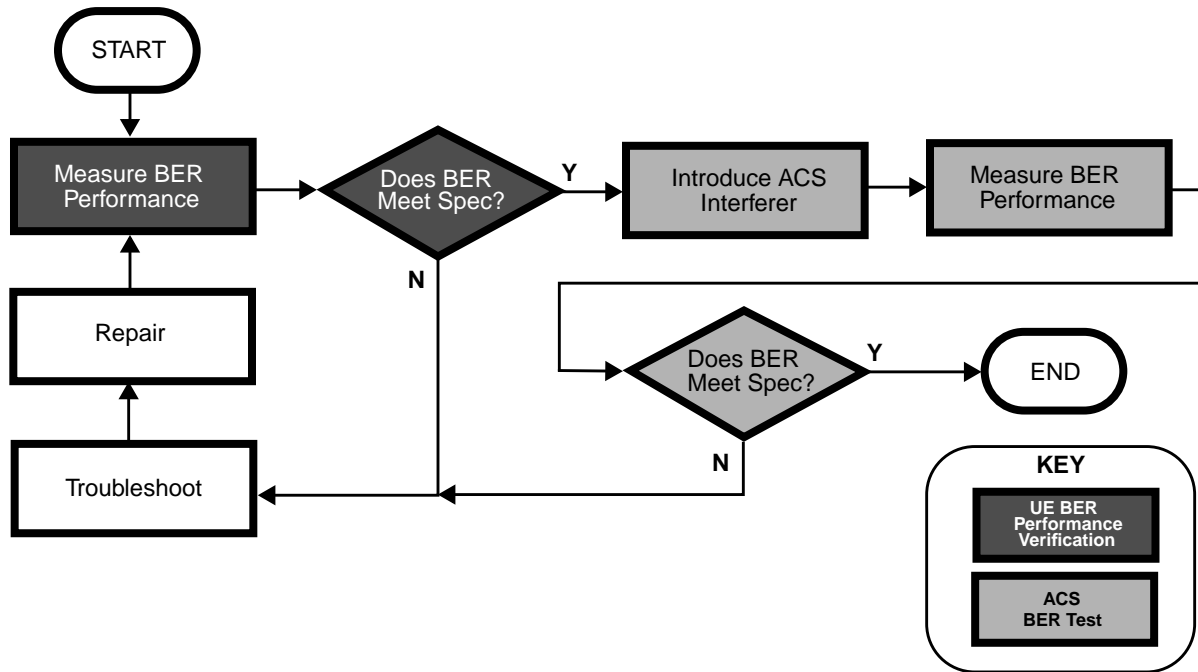 START
Measure BER
Performance
Does BER
Meet Spec?
Y
N
Introduce ACS
Interferer
Measure BER
Performance
Repair
Does BER
Meet Spec?
Y
N
END
Troubleshoot
KEY
UE BER
Performance
Verification
ACS
BER Test